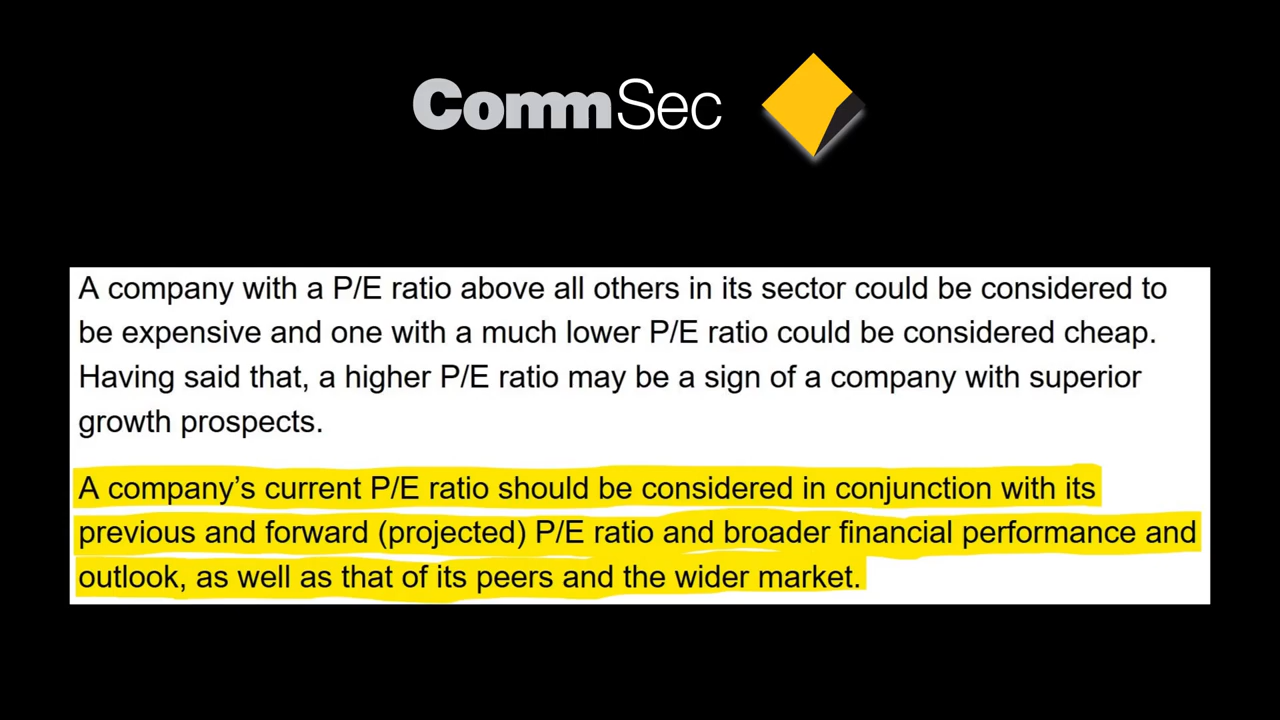 CommSec
A company with a P/E ratio above all others in its sector could be considered to
be expensive and one with a much lower P/E ratio could be considered cheap.
Having said that, a higher P/E ratio may be a sign of a company with superior
growth prospects.
A company’s current P/E ratio should be considered in conjunction with its
previous and forward (projected) P/E ratio and broader financial performance and
outlook, as well as that of its peers and the wider market.